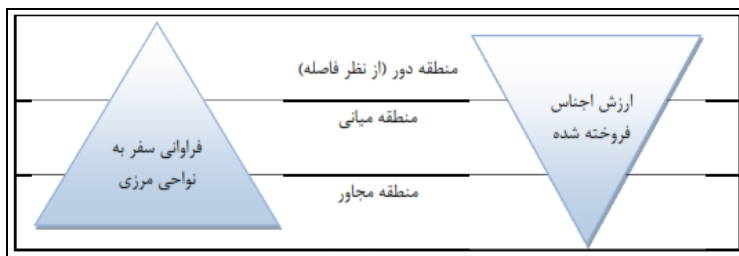 منطقه دور (از نظر فاصله)
ارزش اجناس
فروخته شده
منطقه میانی
فراوانی سفر به
نواحی مرزی
منطقه مجاور